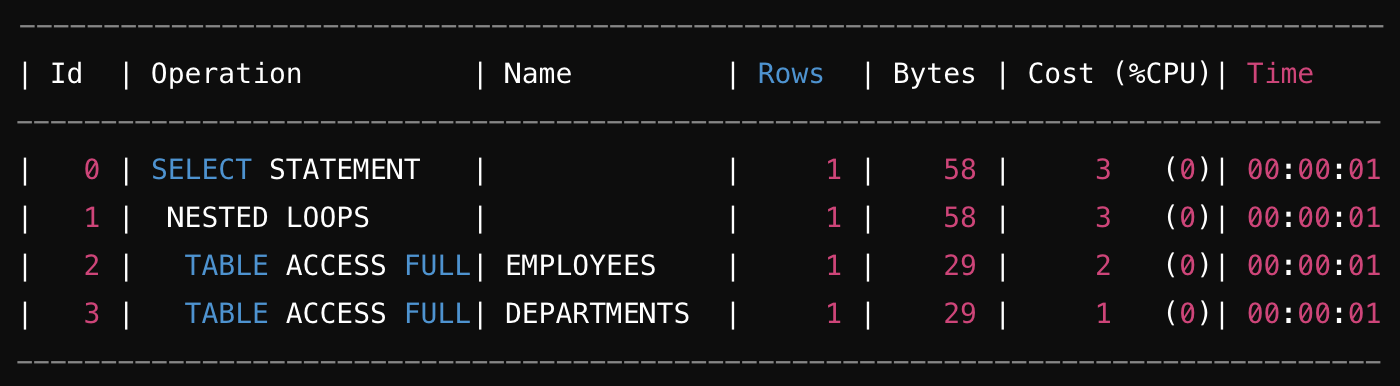 --------------------------------------------------------------------------------
| Id  | Operation          | Name         | Rows  | Bytes | Cost (%CPU)| Time
--------------------------------------------------------------------------------
|   0 | SELECT STATEMENT   |              |     1 |    58 |     3   (0)| 00:00:01
|   1 |  NESTED LOOPS      |              |     1 |    58 |     3   (0)| 00:00:01
|   2 |   TABLE ACCESS FULL| EMPLOYEES    |     1 |    29 |     2   (0)| 00:00:01
|   3 |   TABLE ACCESS FULL| DEPARTMENTS  |     1 |    29 |     1   (0)| 00:00:01
--------------------------------------------------------------------------------